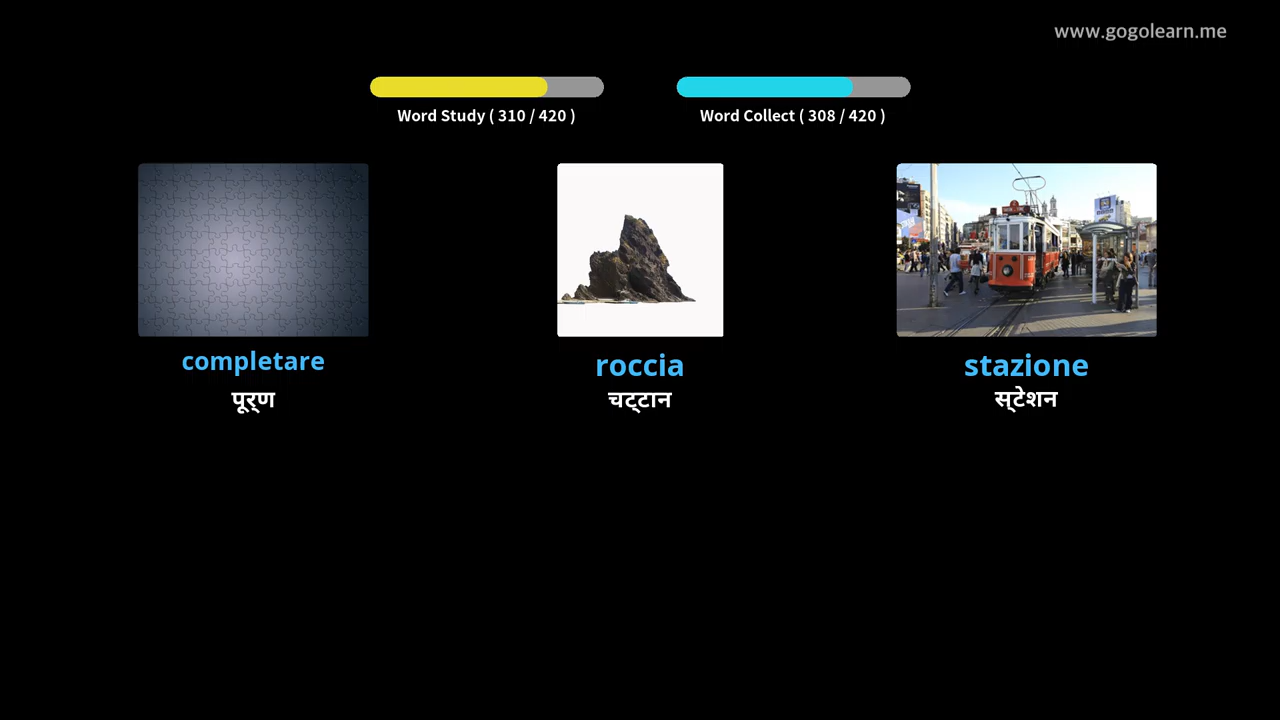 www.gogolearn.me
Word Study ( 310 / 420 )
Word Collect ( 308 / 420 )
completare
roccia
stazione
पूर्ण
चट्टान
स्टेशन